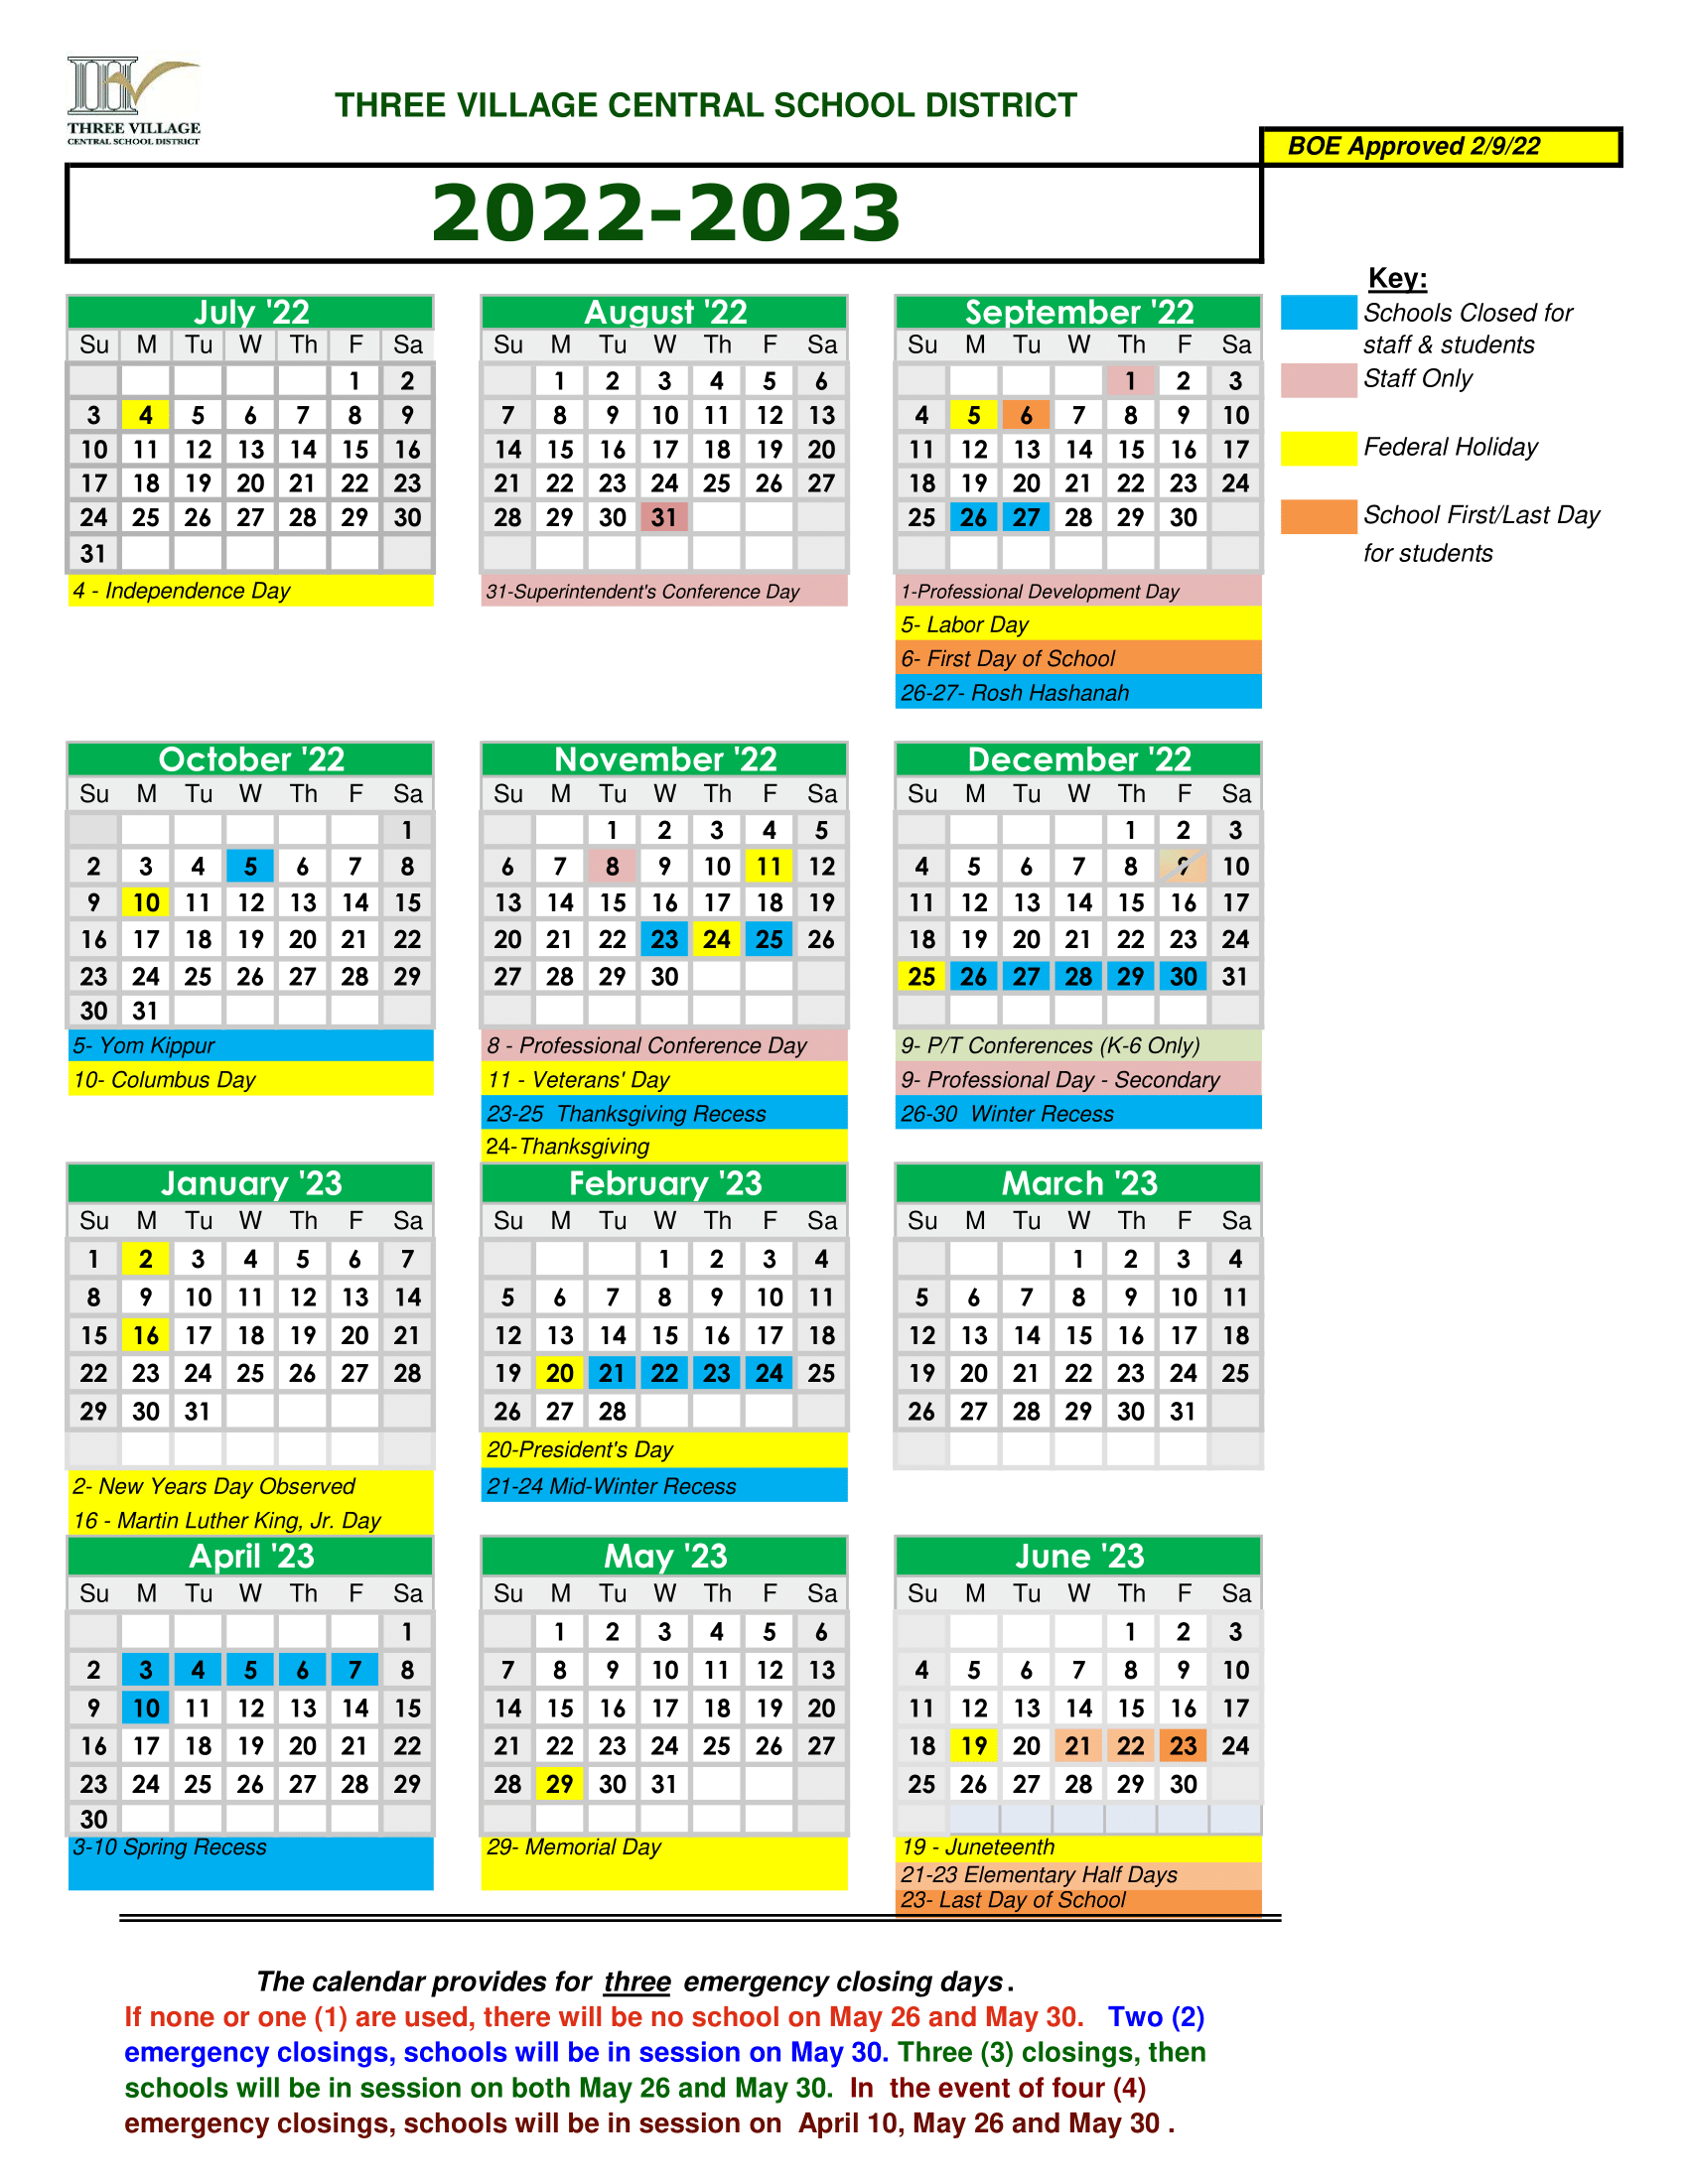 THREE VILLAGE
CENTRAL SCHOOL DISTRICT
THREE VILLAGE CENTRAL SCHOOL DISTRICT
BOE Approved 2/9/22
2022-2023
Key:
Schools Closed for
staff & students
Staff Only
Federal Holiday
School First/Last Day
for students
July '22
Su M Tu W Th F Sa
1 2
3 4 5 6 7 8 9
10 11 12 13 14 15 16
17 18 19 20 21 22 23
24 25 26 27 28 29 30
31
4 - Independence Day
August '22
Su M Tu W Th F Sa
1 2 3 4 5 6
7 8 9 10 11 12 13
14 15 16 17 18 19 20
21 22 23 24 25 26 27
28 29 30 31
31-Superintendent's Conference Day
September '22
Su M Tu W Th F Sa
1 2 3
4 5 6 7 8 9 10
11 12 13 14 15 16 17
18 19 20 21 22 23 24
25 26 27 28 29 30
1-Professional Development Day
5- Labor Day
6- First Day of School
26-27- Rosh Hashanah
October '22
Su M Tu W Th F Sa
1
2 3 4 5 6 7 8
9 10 11 12 13 14 15
16 17 18 19 20 21 22
23 24 25 26 27 28 29
30 31
5- Yom Kippur
10- Columbus Day
November '22
Su M Tu W Th F Sa
1 2 3 4 5
6 7 8 9 10 11 12
13 14 15 16 17 18 19
20 21 22 23 24 25 26
27 28 29 30
8 - Professional Conference Day
11 - Veterans' Day
23-25 Thanksgiving Recess
24-Thanksgiving
December '22
Su M Tu W Th F Sa
1 2 3
4 5 6 7 8 9 10
11 12 13 14 15 16 17
18 19 20 21 22 23 24
25 26 27 28 29 30 31
9- P/T Conferences (K-6 Only)
9- Professional Day - Secondary
26-30 Winter Recess
January '23
Su M Tu W Th F Sa
1 2 3 4 5 6 7
8 9 10 11 12 13 14
15 16 17 18 19 20 21
22 23 24 25 26 27 28
29 30 31
2- New Years Day Observed
16 - Martin Luther King, Jr. Day
February '23
Su M Tu W Th F Sa
1 2 3 4
5 6 7 8 9 10 11
12 13 14 15 16 17 18
19 20 21 22 23 24 25
26 27 28
20-President's Day
21-24 Mid-Winter Recess
March '23
Su M Tu W Th F Sa
1 2 3 4
5 6 7 8 9 10 11
12 13 14 15 16 17 18
19 20 21 22 23 24 25
26 27 28 29 30 31
April '23
Su M Tu W Th F Sa
1
2 3 4 5 6 7 8
9 10 11 12 13 14 15
16 17 18 19 20 21 22
23 24 25 26 27 28 29
30
3-10 Spring Recess
May '23
Su M Tu W Th F Sa
1 2 3 4 5 6
7 8 9 10 11 12 13
14 15 16 17 18 19 20
21 22 23 24 25 26 27
28 29 30 31
29- Memorial Day
June '23
Su M Tu W Th F Sa
1 2 3
4 5 6 7 8 9 10
11 12 13 14 15 16 17
18 19 20 21 22 23 24
25 26 27 28 29 30
19 - Juneteenth
21-23 Elementary Half Days
23- Last Day of School
The calendar provides for three emergency closing days.
If none or one (1) are used, there will be no school on May 26 and May 30. Two (2)
emergency closings, schools will be in session on May 30. Three (3) closings, then
schools will be in session on both May 26 and May 30. In the event of four (4)
emergency closings, schools will be in session on April 10, May 26 and May 30 .